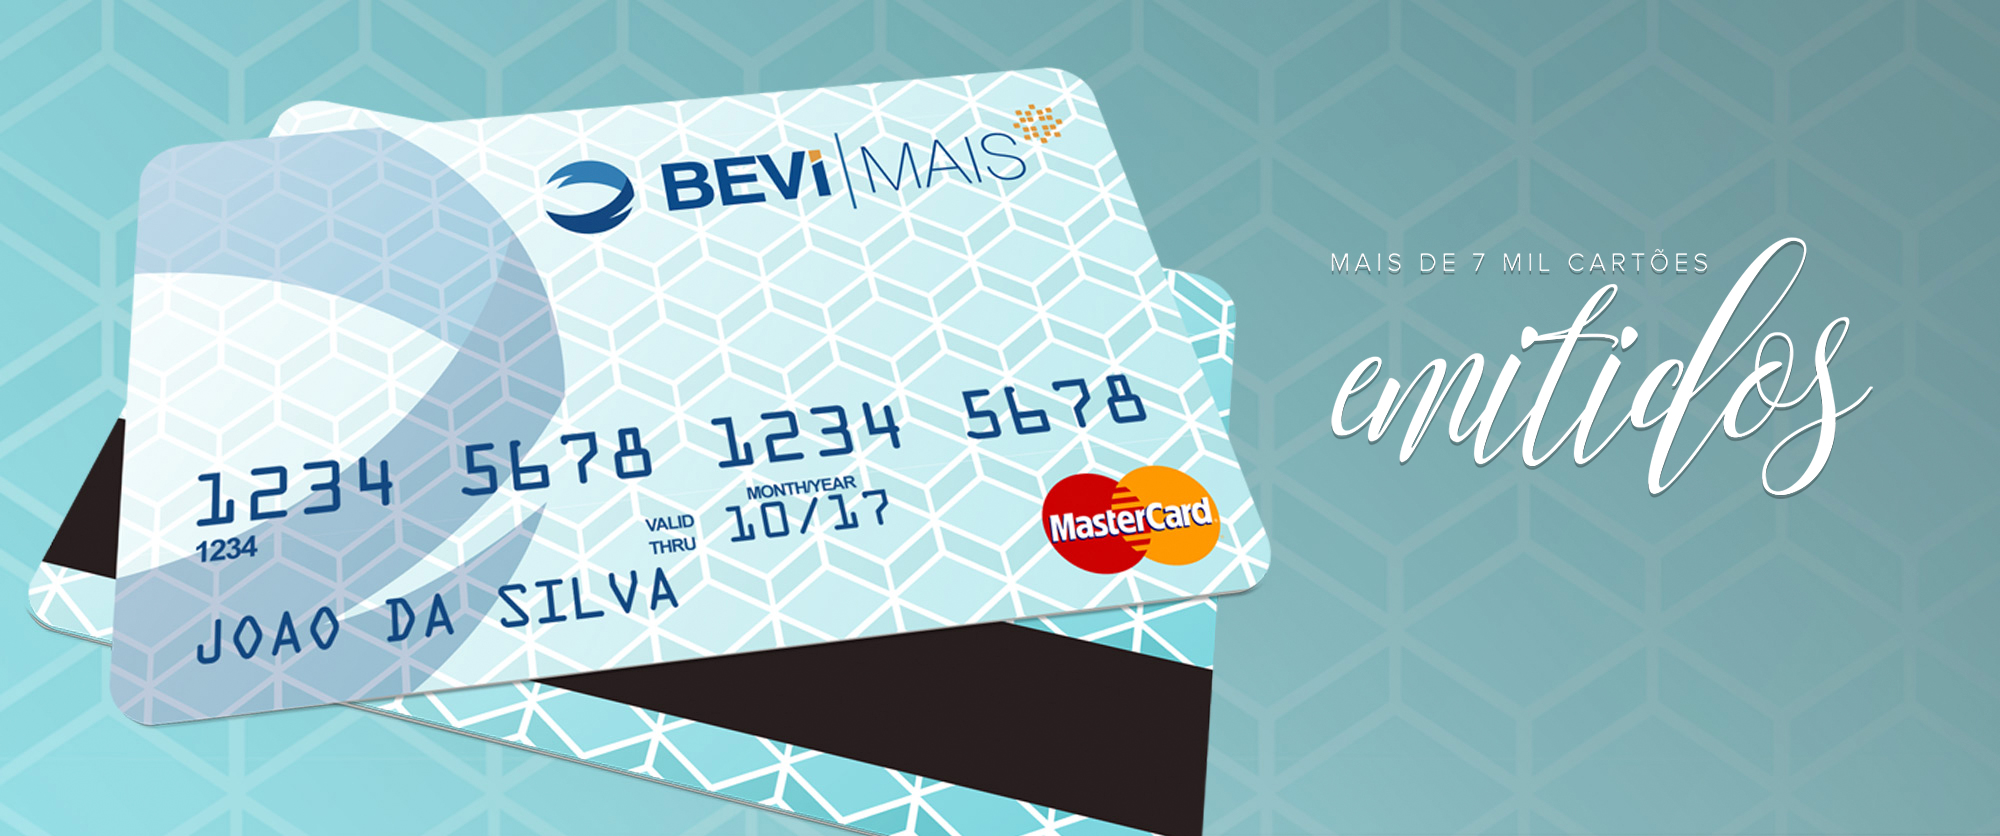 BEVi|MAIS
1234 5678 1234 5678
1234
VALID THRU
MONTH/YEAR
10/17
JOAO DA SILVA
MasterCard
MAIS DE 7 MIL CARTÕES
emitidos